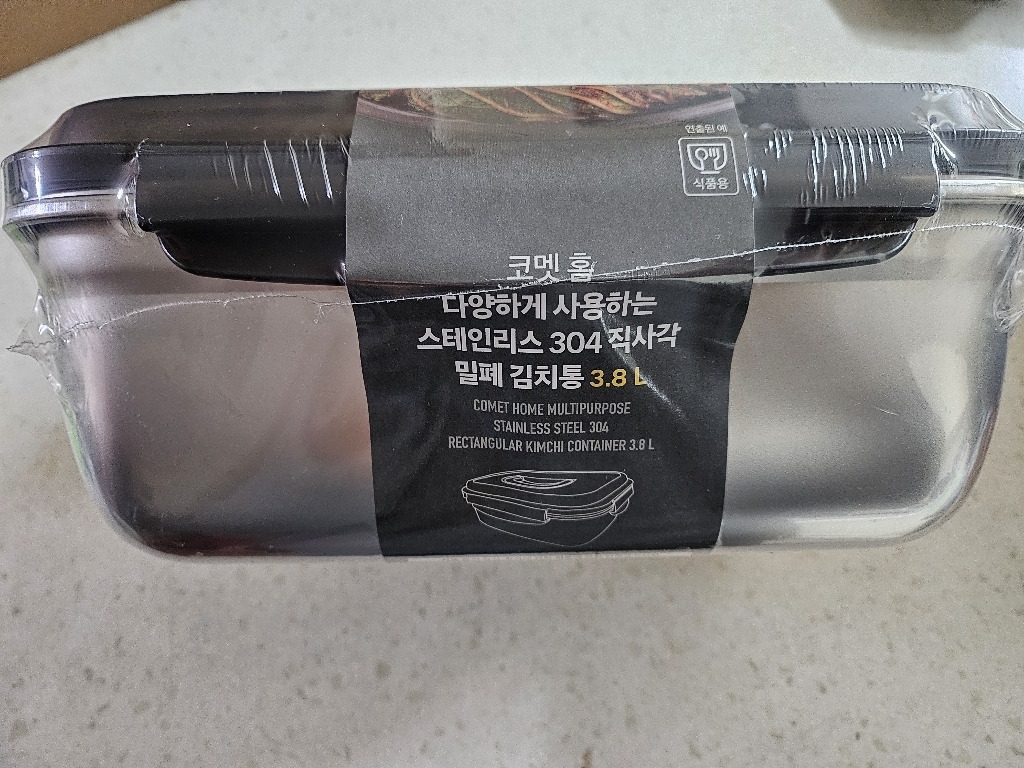 연출된 예
식품용
코멧 홈
다양하게 사용하는
스테인리스 304 직사각
밀폐 김치통 3.8 L
COMET HOME MULTIPURPOSE
STAINLESS STEEL 304
RECTANGULAR KIMCHI CONTAINER 3.8 L